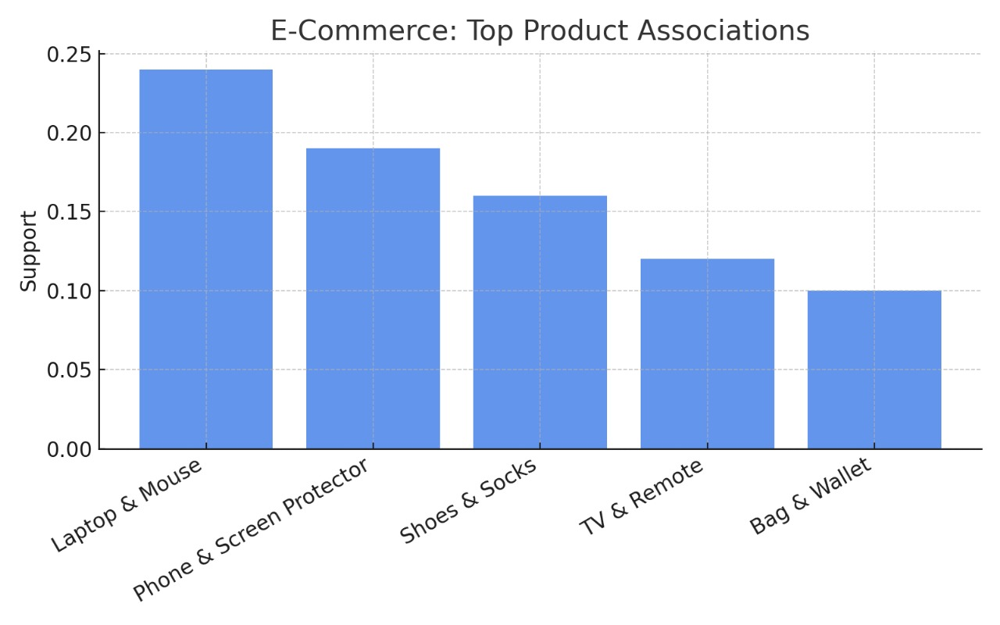 E-Commerce: Top Product Associations
Support
0.25
0.20
0.15
0.10
0.05
0.00
Laptop & Mouse
Phone & Screen Protector
Shoes & Socks
TV & Remote
Bag & Wallet